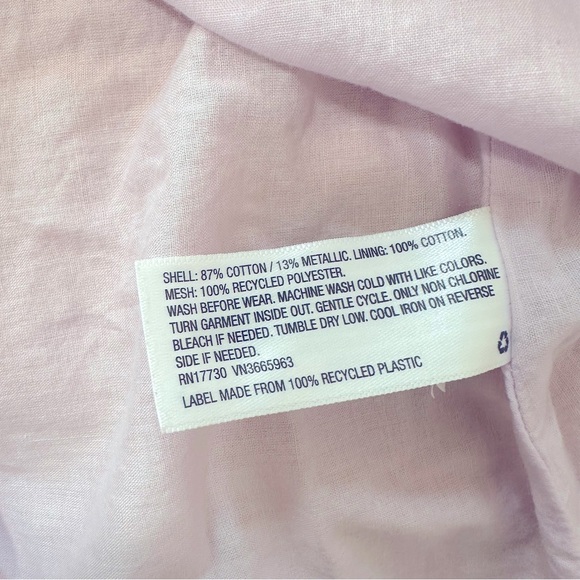 SHELL: 87% COTTON / 13% METALLIC. LINING: 100% COTTON.
MESH: 100% RECYCLED POLYESTER.
WASH BEFORE WEAR. MACHINE WASH COLD WITH LIKE COLORS.
TURN GARMENT INSIDE OUT. GENTLE CYCLE. ONLY NON CHLORINE
BLEACH IF NEEDED. TUMBLE DRY LOW. COOL IRON ON REVERSE
SIDE IF NEEDED.
RN17730 VN3665963
LABEL MADE FROM 100% RECYCLED PLASTIC